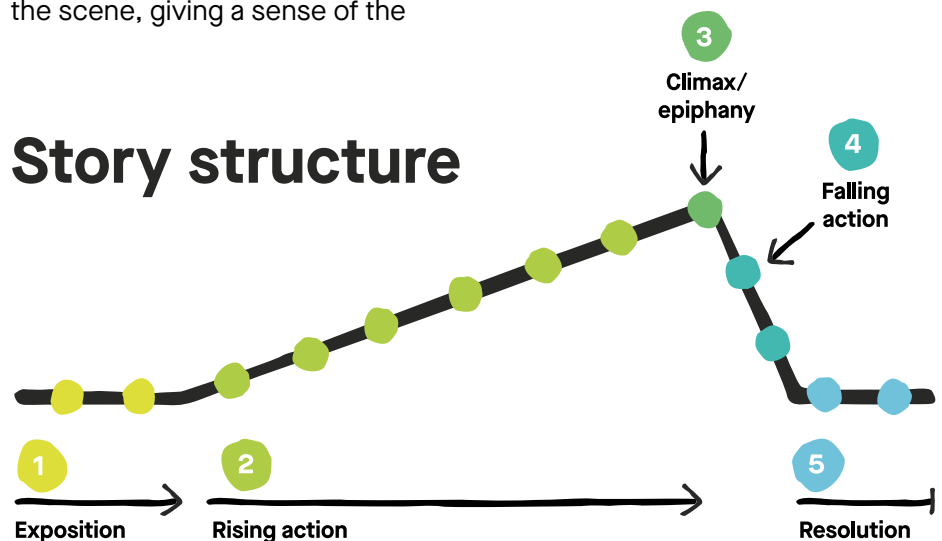 the scene, giving a sense of the
Story structure
3
Climax/
epiphany
4
Falling
action
1
Exposition
2
Rising action
5
Resolution